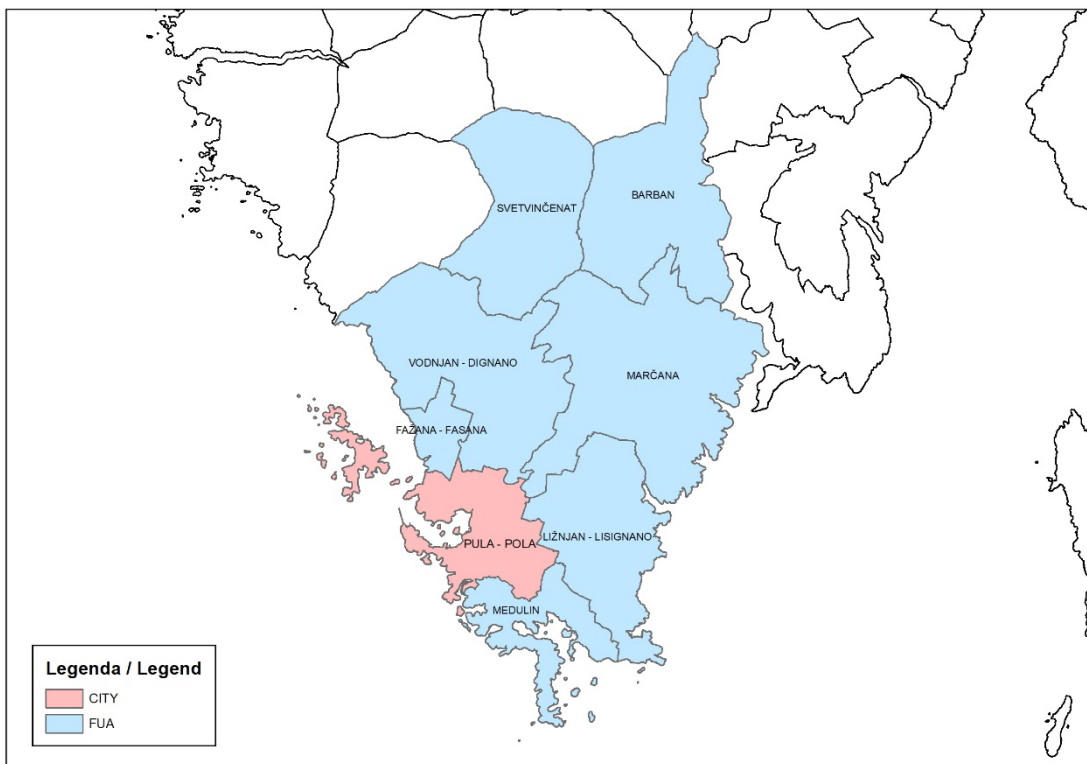 BARBAN
SVETVINČENAT
VODNJAN - DIGNANO
MARČANA
FAŽANA - FASANA
PULA - POLA
LIŽNJAN - LISIGNANO
MEDULIN
Legenda / Legend
CITY
FUA